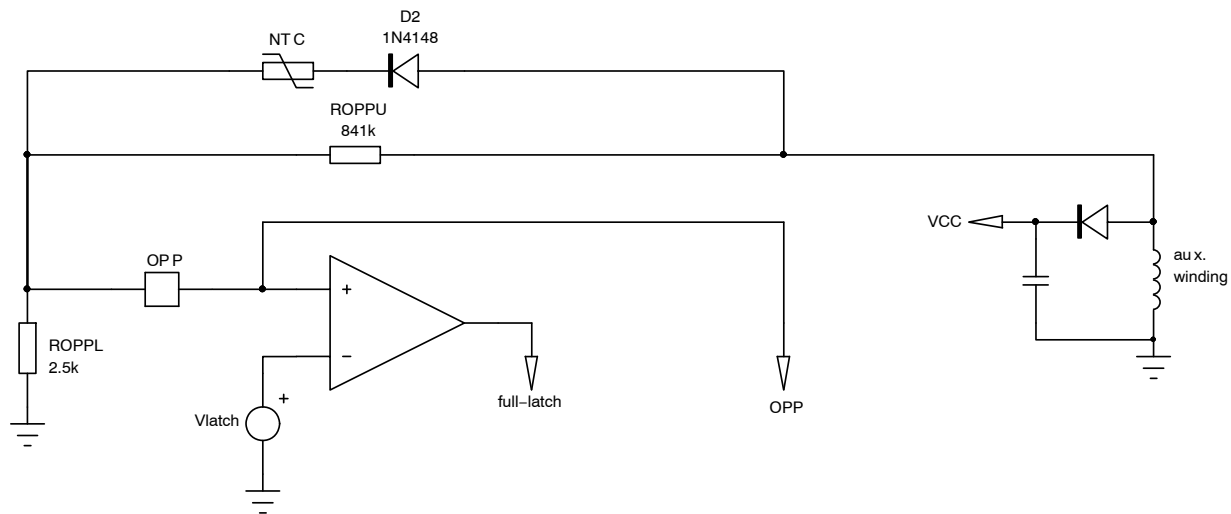 D2
1N4148
NTC
ROPPU
841k
VCC
aux.
winding
OPP
+
−
ROPPL
2.5k
+
Vlatch
full−latch
OPP